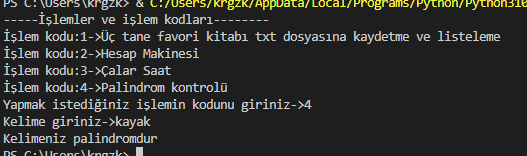 PS C:\Users\krgzk> & C:/Users/krgzk/AppData/Local/Programs/Python/Python310
-----İşlemler ve işlem kodları--------
İşlem kodu:1->Üç tane favori kitabı txt dosyasına kaydetme ve listeleme
İşlem kodu:2->Hesap Makinesi
İşlem kodu:3->Çalar Saat
İşlem kodu:4->Palindrom kontrolü
Yapmak istediğiniz işlemin kodunu giriniz->4
Kelime giriniz->kayak
Kelimeniz palindromdur
PS C:\Users\krgzk>